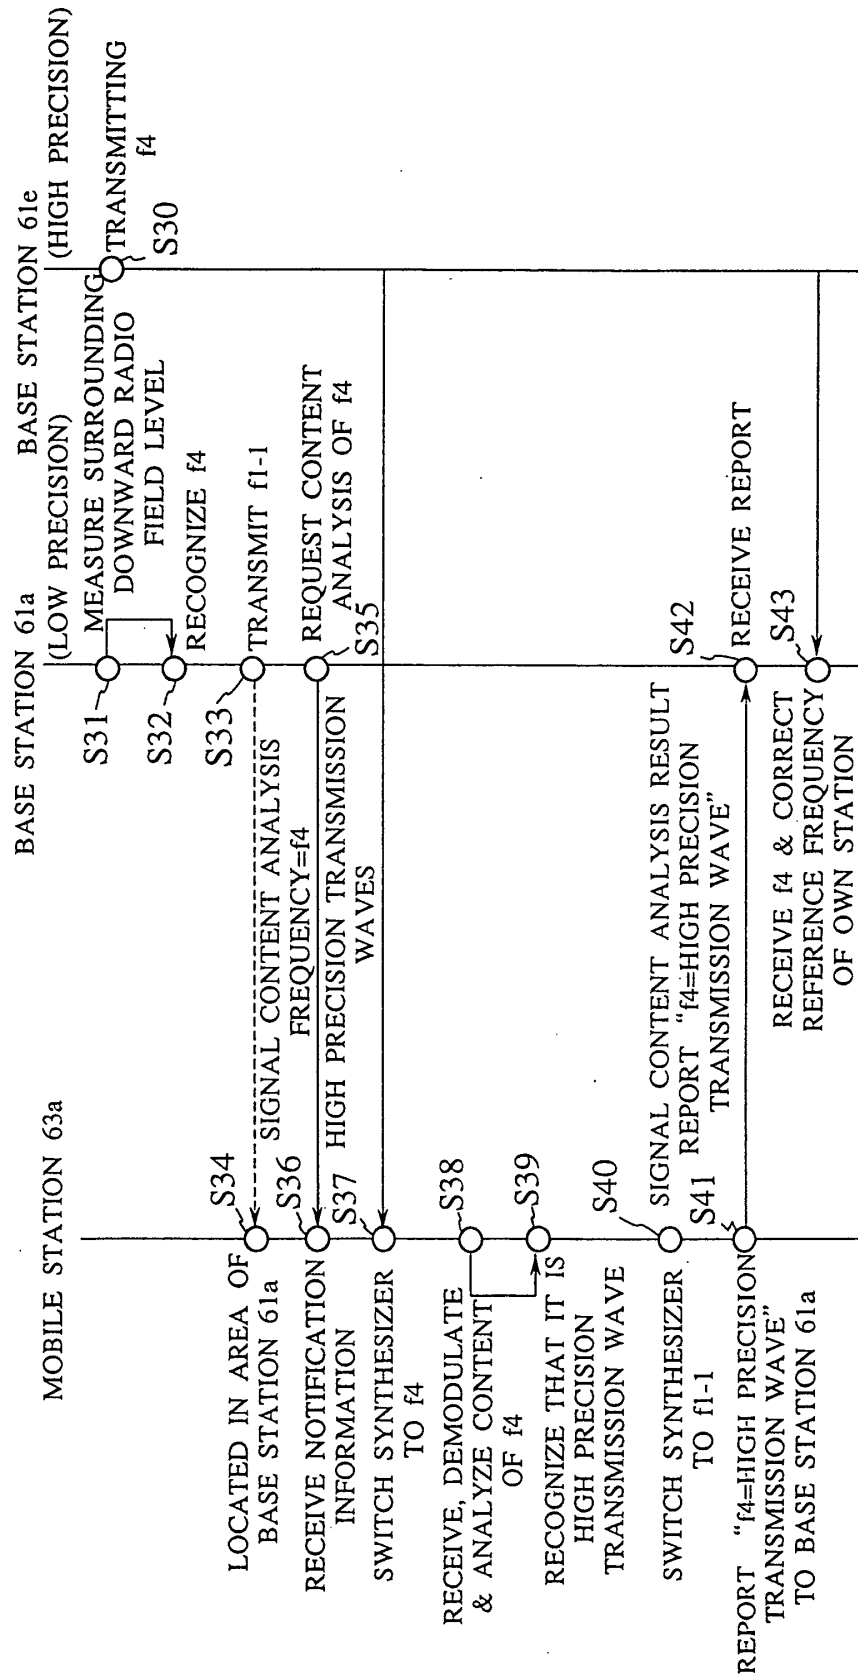 MOBILE STATION 63a
BASE STATION 61a
(LOW PRECISION)
BASE STATION 61e
(HIGH PRECISION)
TRANSMITTING
f4
S30
S31
MEASURE SURROUNDING
DOWNWARD RADIO
FIELD LEVEL
S32
RECOGNIZE f4
S33
TRANSMIT f1-1
S34
LOCATED IN AREA OF
BASE STATION 61a
SIGNAL CONTENT ANALYSIS
FREQUENCY=f4
REQUEST CONTENT
ANALYSIS OF f4
S35
S36
RECEIVE NOTIFICATION
INFORMATION
HIGH PRECISION TRANSMISSION
WAVES
S37
SWITCH SYNTHESIZER
TO f4
S38
RECEIVE, DEMODULATE
& ANALYZE CONTENT
OF f4
S39
RECOGNIZE THAT IT IS
HIGH PRECISION
TRANSMISSION WAVE
S40
SWITCH SYNTHESIZER
TO f1-1
S41
REPORT "f4=HIGH PRECISION
TRANSMISSION WAVE"
TO BASE STATION 61a
SIGNAL CONTENT ANALYSIS RESULT
REPORT "f4=HIGH PRECISION
TRANSMISSION WAVE"
S42
RECEIVE REPORT
S43
RECEIVE f4 & CORRECT
REFERENCE FREQUENCY
OF OWN STATION